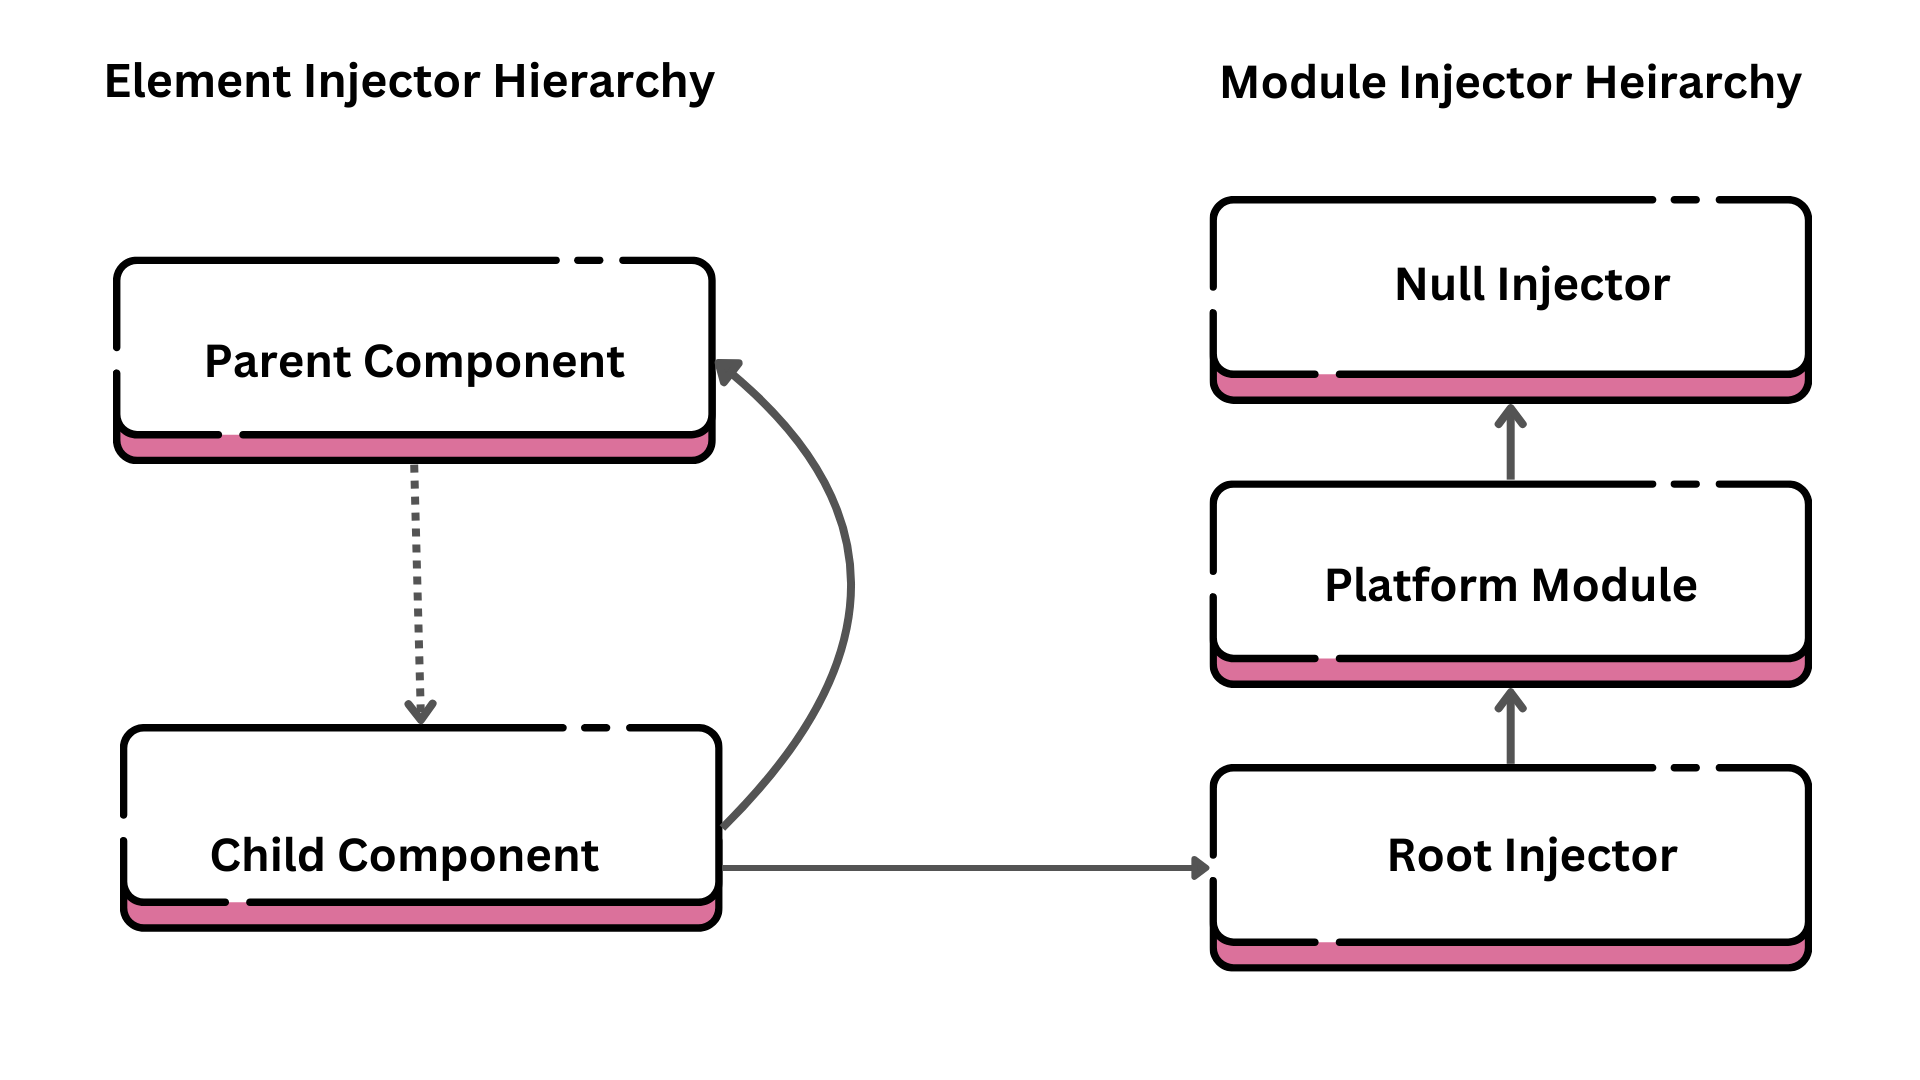 Element Injector Hierarchy
Module Injector Heirarchy
Parent Component
Child Component
Null Injector
Platform Module
Root Injector